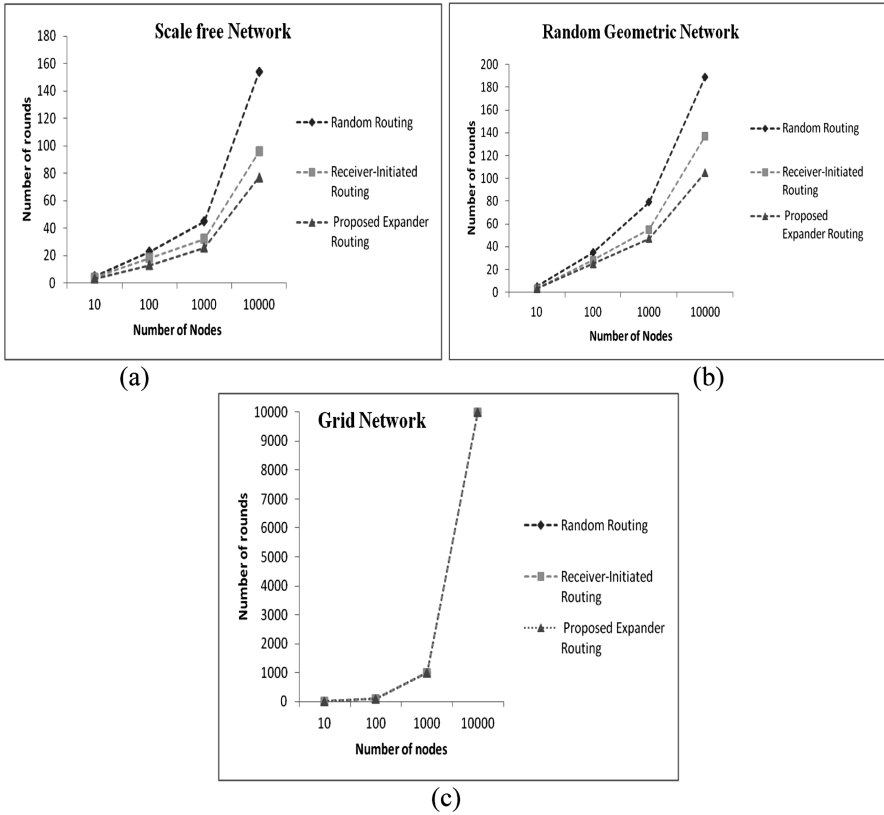 Scale free Network
Number of rounds
180
160
140
120
100
80
60
40
20
0
10 100 1000 10000
Number of Nodes
Random Routing
Receiver-Initiated
Routing
Proposed Expander
Routing
(a)
Random Geometric Network
Number of rounds
200
180
160
140
120
100
80
60
40
20
0
10 100 1000 10000
Number of Nodes
Random Routing
Receiver-Initiated
Routing
Proposed
Expander Routing
(b)
Grid Network
Number of rounds
10000
9000
8000
7000
6000
5000
4000
3000
2000
1000
0
10 100 1000 10000
Number of nodes
Random Routing
Receiver-Initiated
Routing
Proposed Expander
Routing
(c)